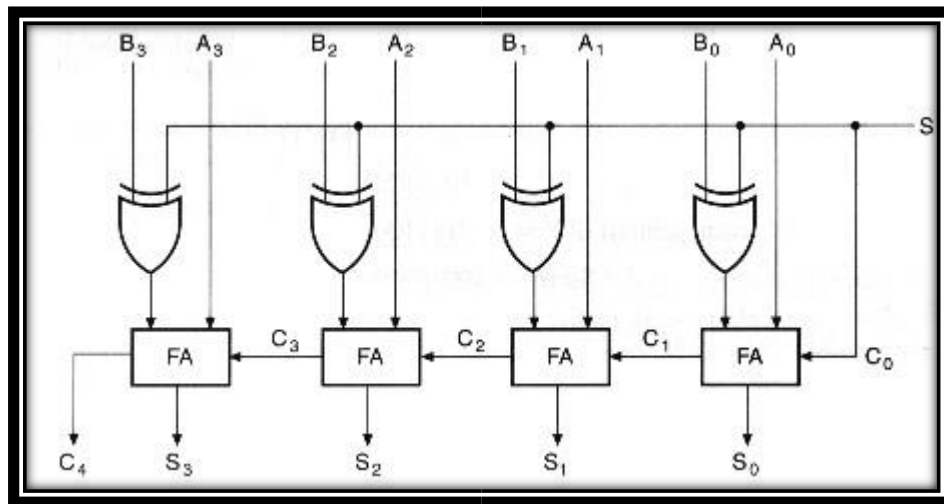 B3 A3 B2 A2 B1 A1 B0 A0
S
FA C3 FA C2 FA C1 FA C0
C4 S3 S2 S1 S0